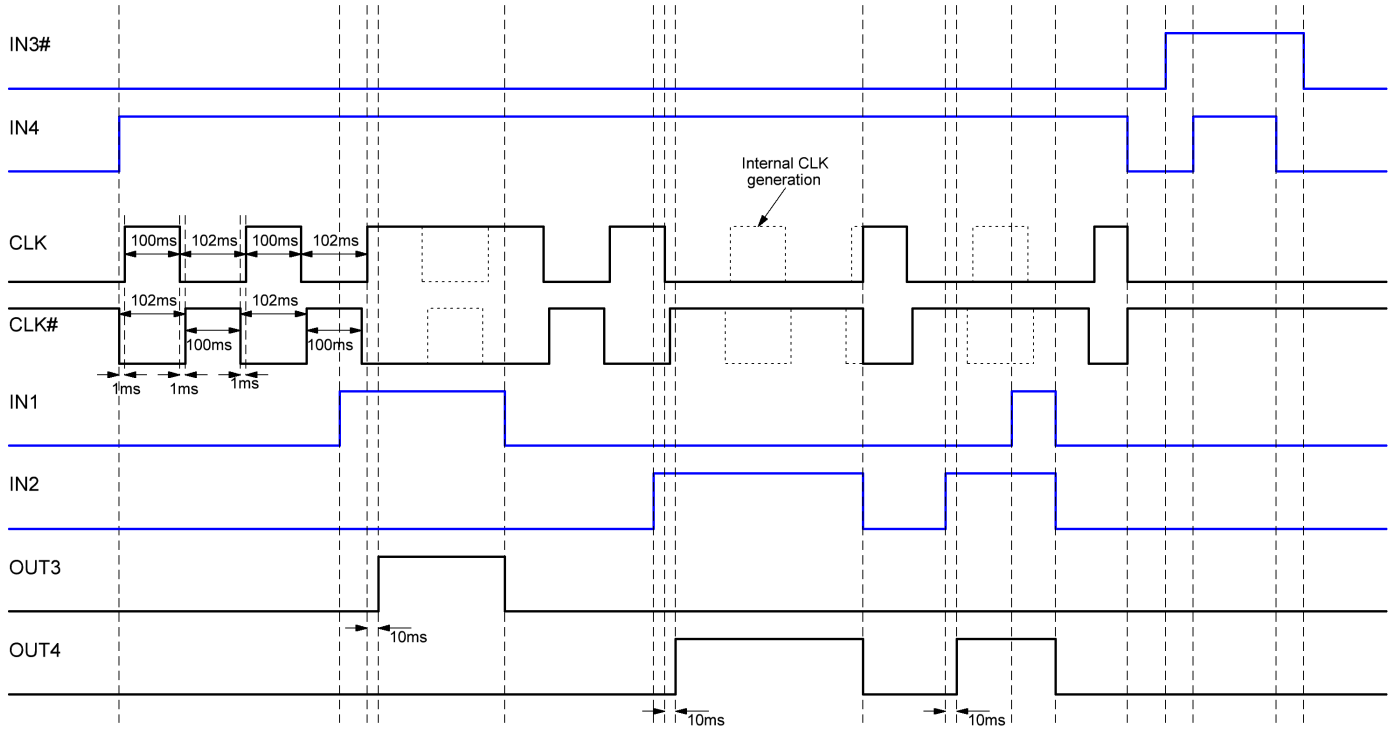 IN3#
IN4
Internal CLK
generation
CLK
100ms
102ms
100ms
102ms
102ms
102ms
CLK#
100ms
100ms
1ms
1ms
1ms
IN1
IN2
OUT3
10ms
OUT4
10ms
10ms